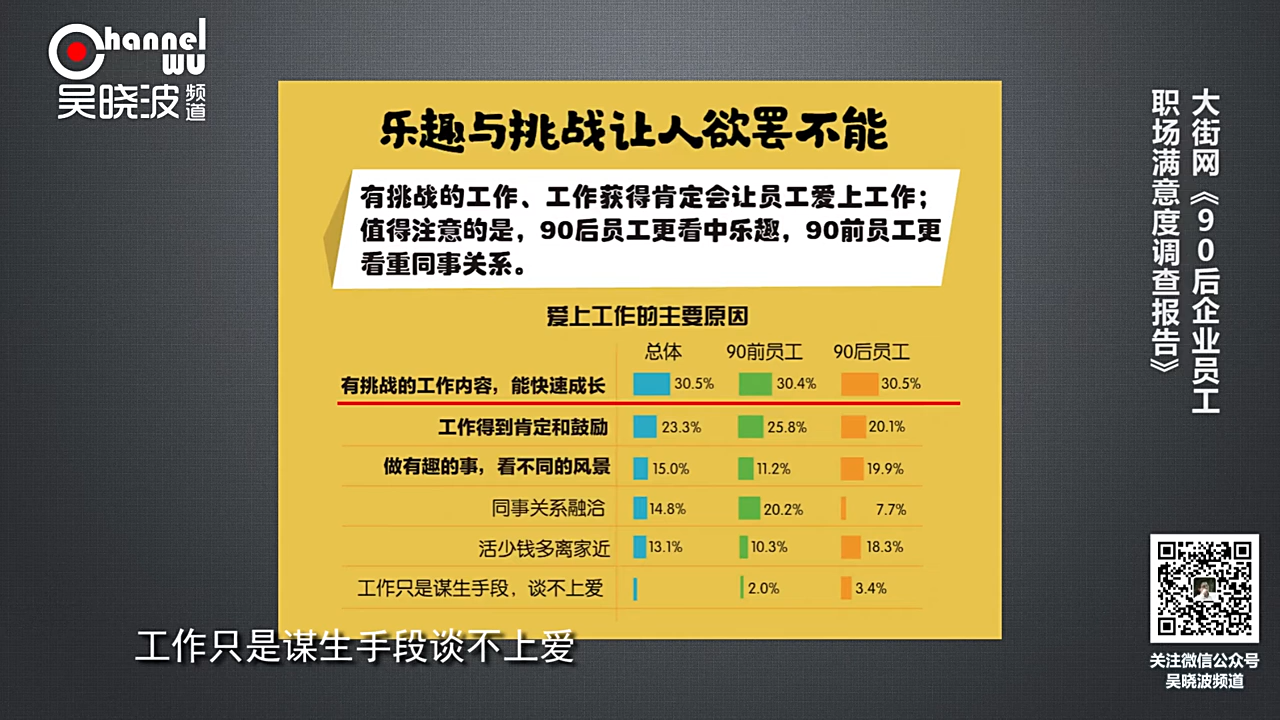 Channel
wu
吴晓波频道
乐趣与挑战让人欲罢不能
有挑战的工作、工作获得肯定会让员工爱上工作；
值得注意的是，90后员工更看中乐趣，90前员工更
看重同事关系。
爱上工作的主要原因
总体 90前员工 90后员工
有挑战的工作内容，能快速成长 30.5% 30.4% 30.5%
工作得到肯定和鼓励 23.3% 25.8% 20.1%
做有趣的事，看不同的风景 15.0% 11.2% 19.9%
同事关系融洽 14.8% 20.2% 7.7%
活少钱多离家近 13.1% 10.3% 18.3%
工作只是谋生手段，谈不上爱 2.0% 3.4%
工作只是谋生手段谈不上爱
大街网《90后企业员工
职场满意度调查报告》
关注微信公众号
吴晓波频道